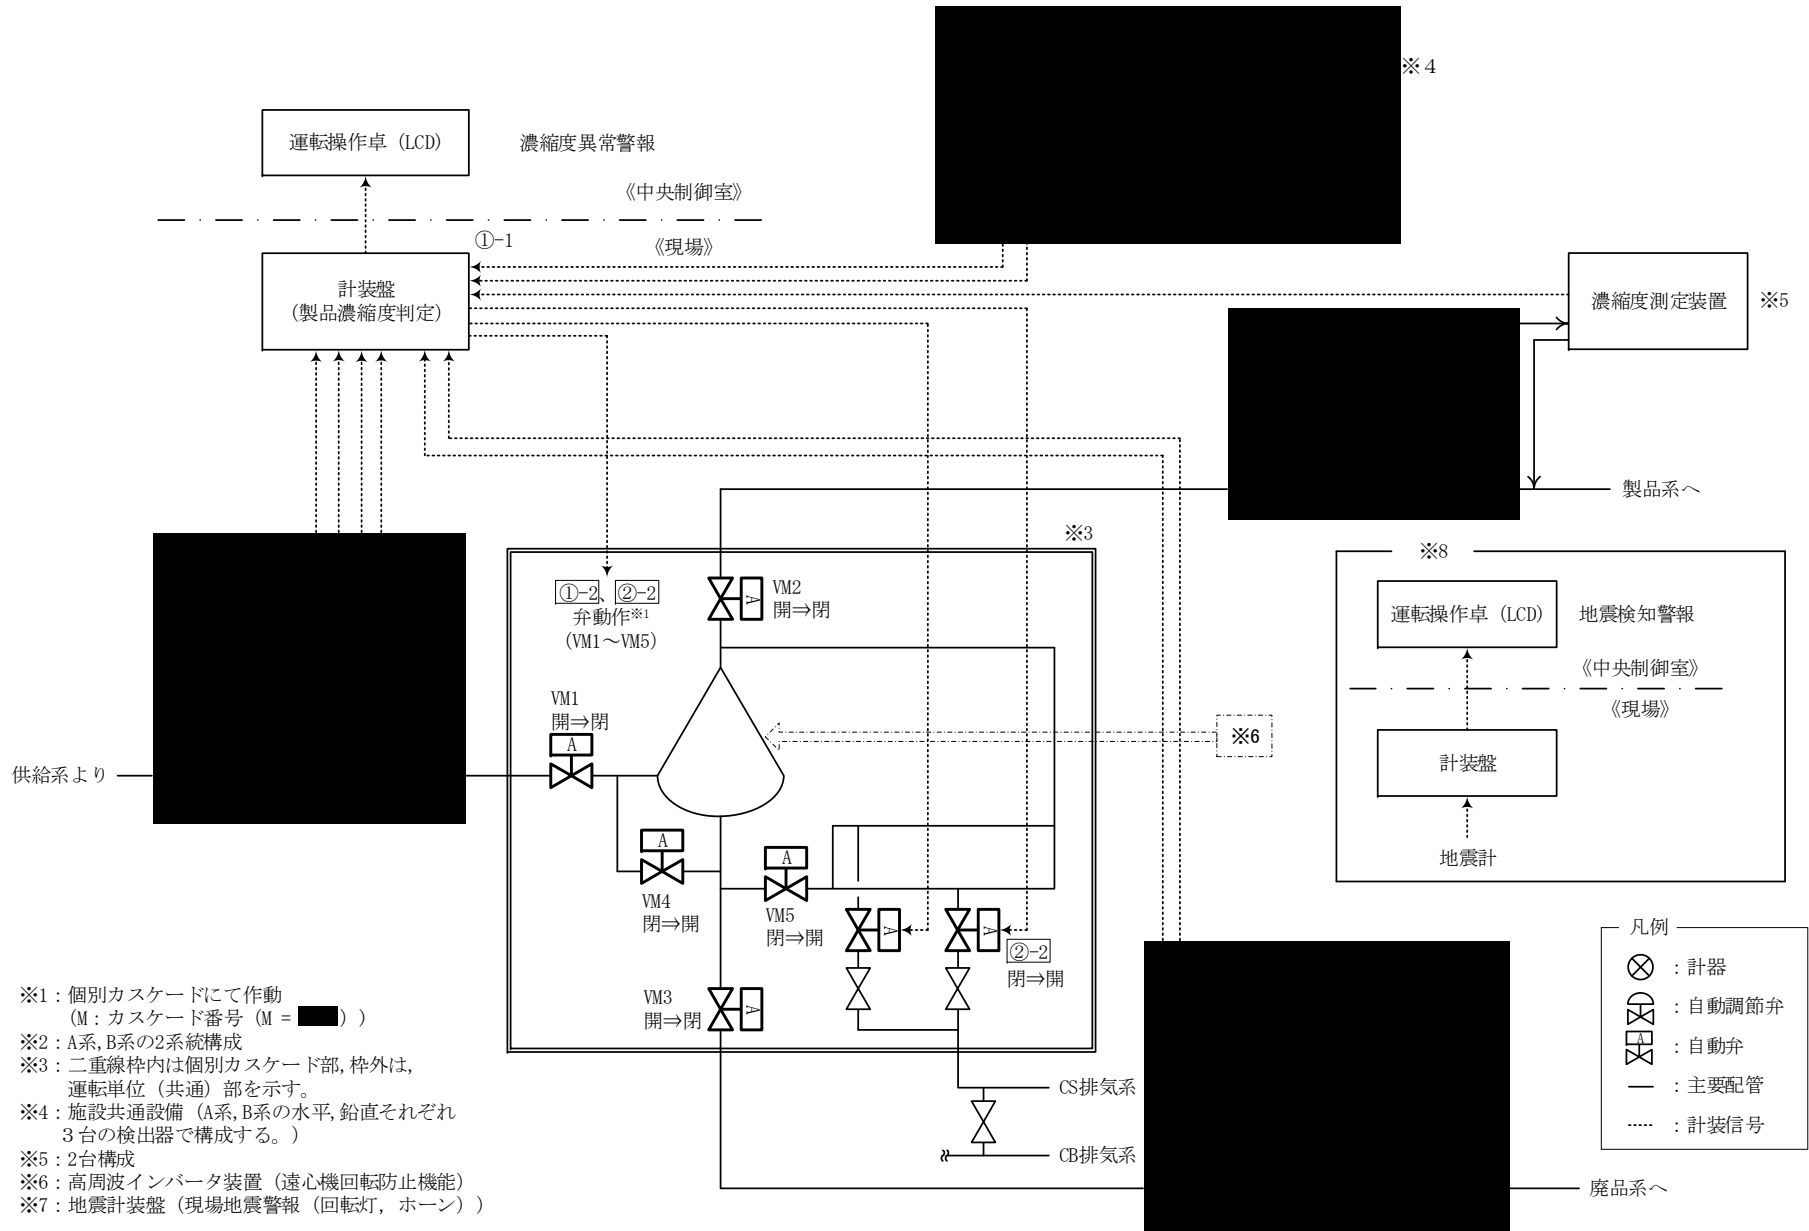 ※4
運転操作卓（LCD）
濃縮度異常警報
《中央制御室》
①-1
《現場》
計装盤
（製品濃縮度判定）
濃縮度測定装置
※5
製品系へ
※3
①-2、②-2
弁動作※1
（VM1～VM5）
A
VM2
開⇒閉
VM1
開⇒閉
A
供給系より
※6
A
VM4
閉⇒開
A
VM5
閉⇒開
A
A
②-2
閉⇒開
VM3
開⇒閉
A
CS排気系
CB排気系
廃品系へ
※8
運転操作卓（LCD）
地震検知警報
《中央制御室》
《現場》
計装盤
地震計
凡例
：計器
：自動調節弁
A
：自動弁
：主要配管
：計装信号
※1：個別カスケードにて作動
（M：カスケード番号（M = ））
※2：A系,B系の2系統構成
※3：二重線枠内は個別カスケード部,枠外は,
運転単位（共通）部を示す。
※4：施設共通設備（A系,B系の水平,鉛直それぞれ
３台の検出器で構成する。）
※5：2台構成
※6：高周波インバータ装置（遠心機回転防止機能）
※7：地震計装盤（現場地震警報（回転灯，ホーン））